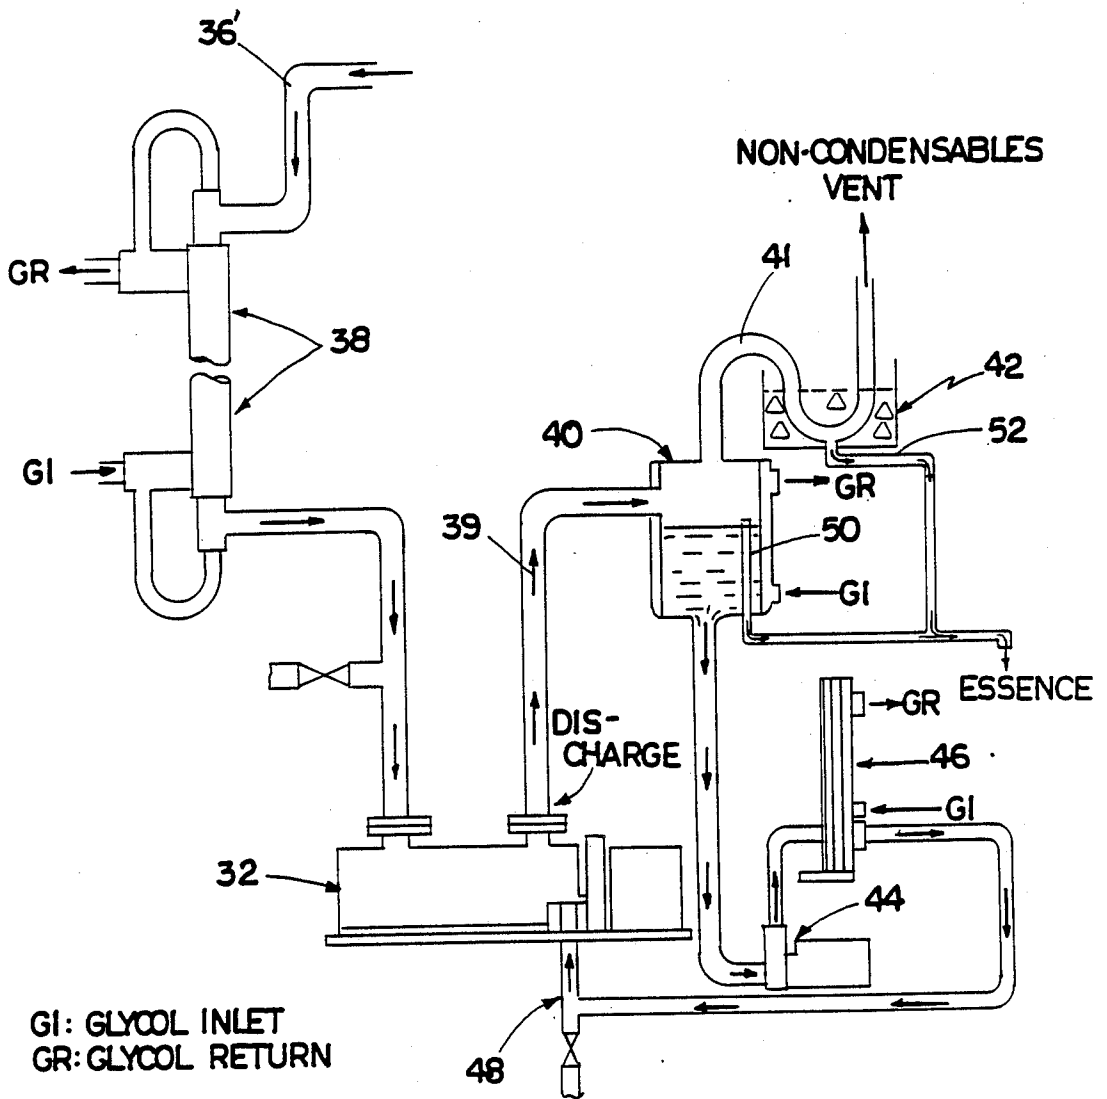 36'
NON-CONDENSABLES
VENT
41
GR
38
42
40
52
GI
GR
39
50
GI
ESSENCE
GR
DIS-
CHARGE
46
GI
32
44
GI: GLYCOL INLET
GR: GLYCOL RETURN
48